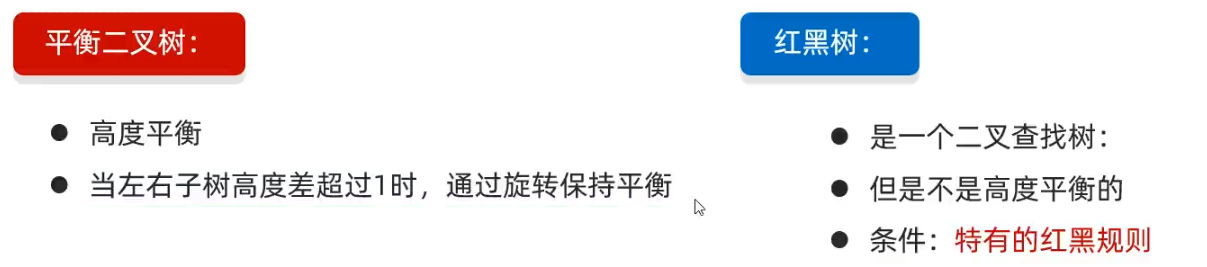 平衡二叉树：
高度平衡
当左右子树高度差超过1时，通过旋转保持平衡
红黑树：
是一个二叉查找树：
但是不是高度平衡的
条件：特有的红黑规则